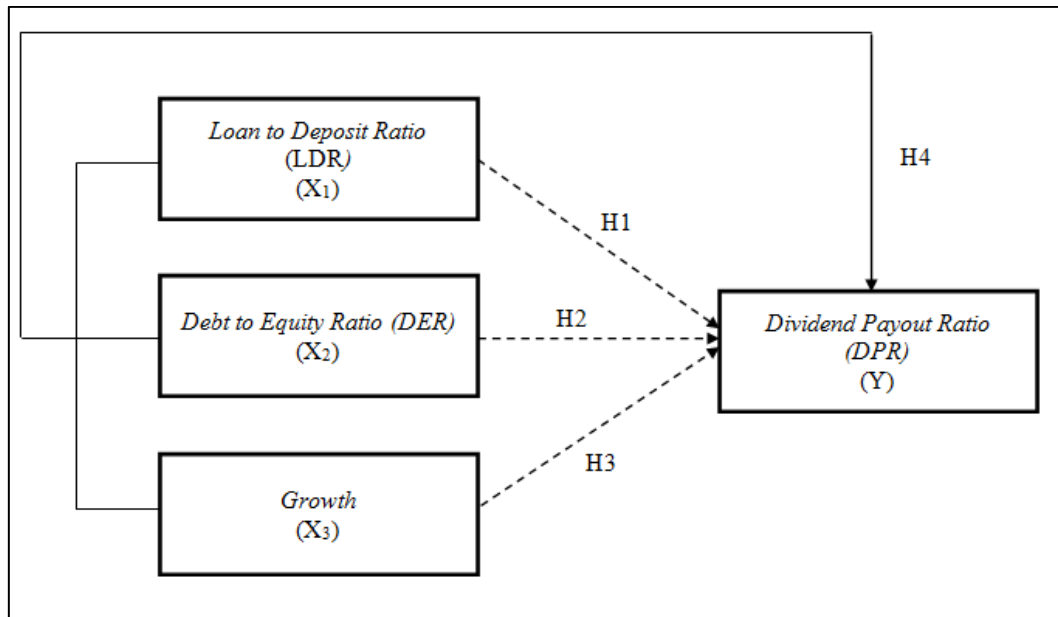 Loan to Deposit Ratio
(LDR)
(X₁)
H4
H1
Debt to Equity Ratio (DER)
(X₂)
H2
Dividend Payout Ratio
(DPR)
(Y)
H3
Growth
(X₃)